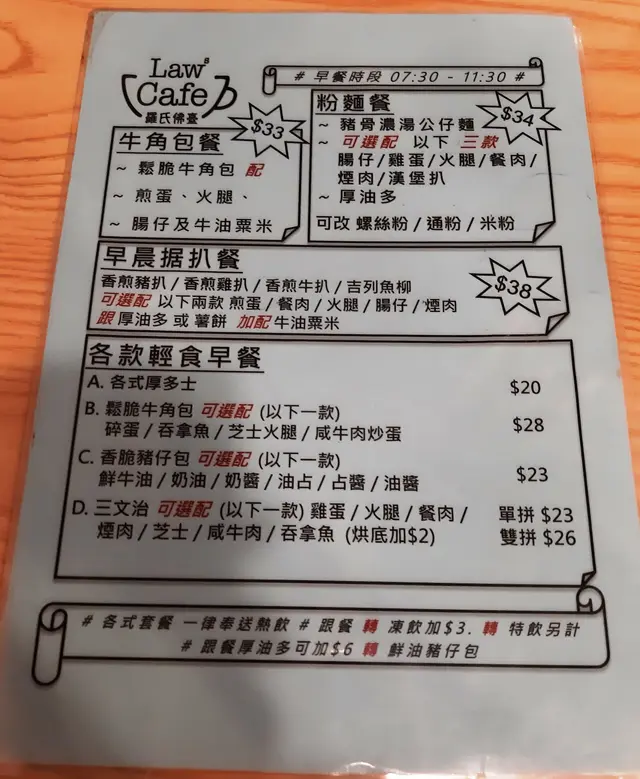 Law's
Cafe
羅氏佛臺
# 早餐時段 07:30 - 11:30 #
牛角包餐
$33
~ 鬆脆牛角包 配
~ 煎蛋、火腿、
~ 腸仔及牛油粟米
粉麵餐
$34
~ 豬骨濃湯公仔麵
~ 可選配 以下 三款
腸仔/雞蛋/火腿/餐肉/
煙肉/漢堡扒
~ 厚油多
可改 螺絲粉/通粉/米粉
早晨掂扒餐
$38
香煎豬扒/香煎雞扒/香煎牛扒/吉列魚柳
可選配 以下兩款 煎蛋/餐肉/火腿/腸仔/煙肉
跟 厚油多 或 薯餅 加配 牛油粟米
各款輕食早餐
A. 各式厚多士 $20
B. 鬆脆牛角包 可選配 (以下一款)
碎蛋/吞拿魚/芝士火腿/咸牛肉炒蛋 $28
C. 香脆豬仔包 可選配 (以下一款)
鮮牛油/奶油/奶醬/油占/占醬/油醬 $23
D. 三文治 可選配 (以下一款) 雞蛋/火腿/餐肉/ 單拼 $23
煙肉/芝士/咸牛肉/吞拿魚 (烘底加$2) 雙拼 $26
# 各式套餐 一律奉送熱飲 # 跟餐 轉 凍飲加$3. 轉 特飲另計
# 跟餐厚油多可加$6 轉 鮮油豬仔包